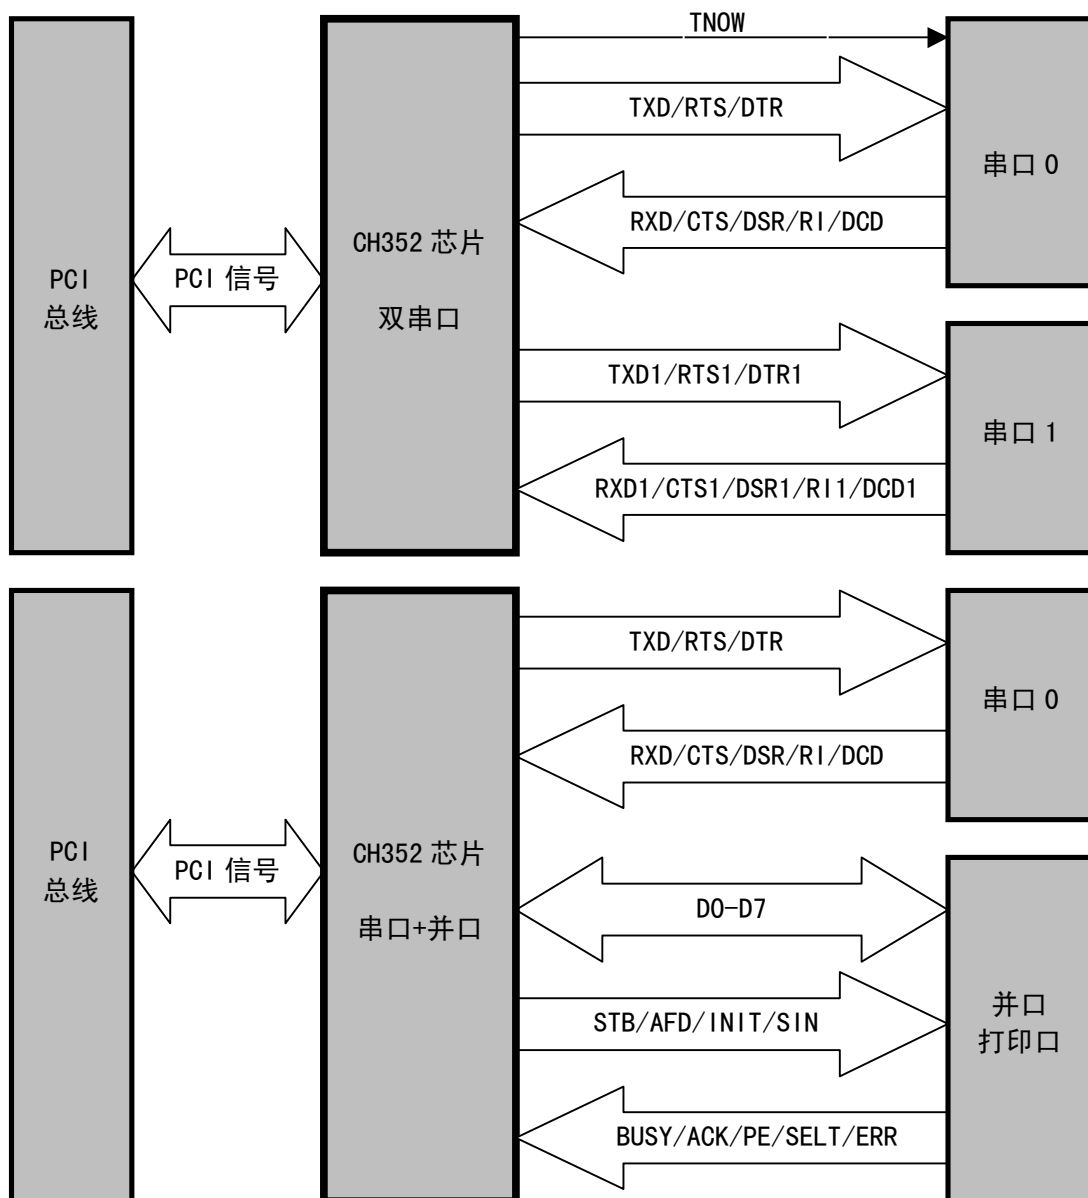 TNOW
TXD/RTS/DTR
串口 0
RXD/CTS/DSR/RI/DCD
CH352 芯片
双串口
PCI
总线
PCI 信号
TXD1/RTS1/DTR1
串口 1
RXD1/CTS1/DSR1/RI1/DCD1
TXD/RTS/DTR
串口 0
RXD/CTS/DSR/RI/DCD
PCI
总线
PCI 信号
CH352 芯片
串口+并口
D0-D7
STB/AFD/INIT/SIN
并口
打印口
BUSY/ACK/PE/SELT/ERR